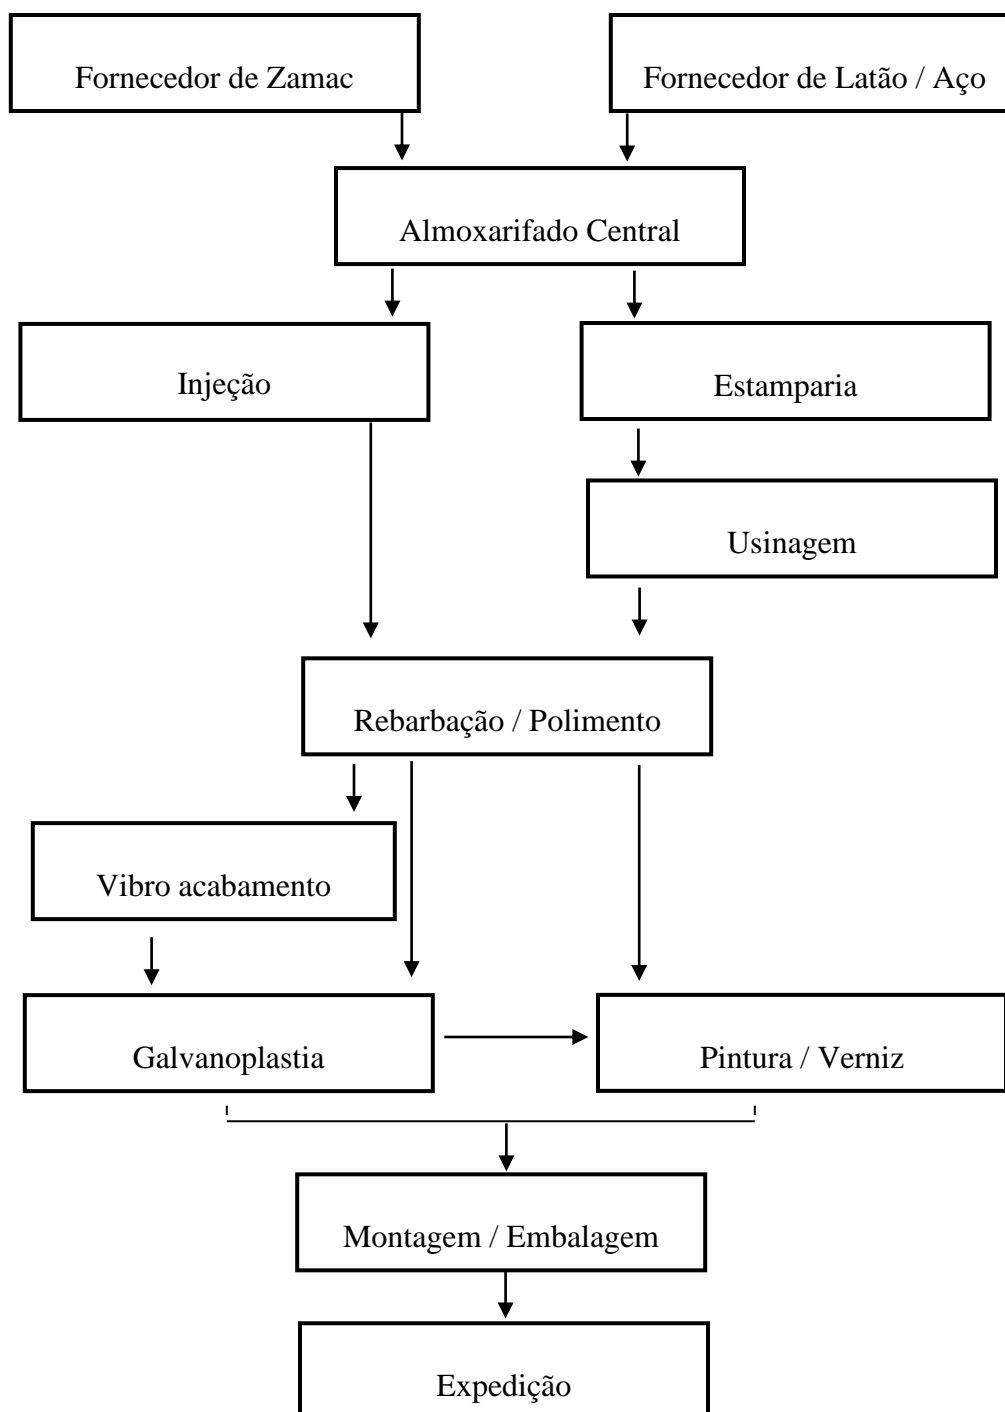 Fornecedor de Zamac
Fornecedor de Latão / Aço
Almoxarifado Central
Injeção
Estamparia
Usinagem
Rebarbação / Polimento
Vibro acabamento
Galvanoplastia
Pintura / Verniz
Montagem / Embalagem
Expedição